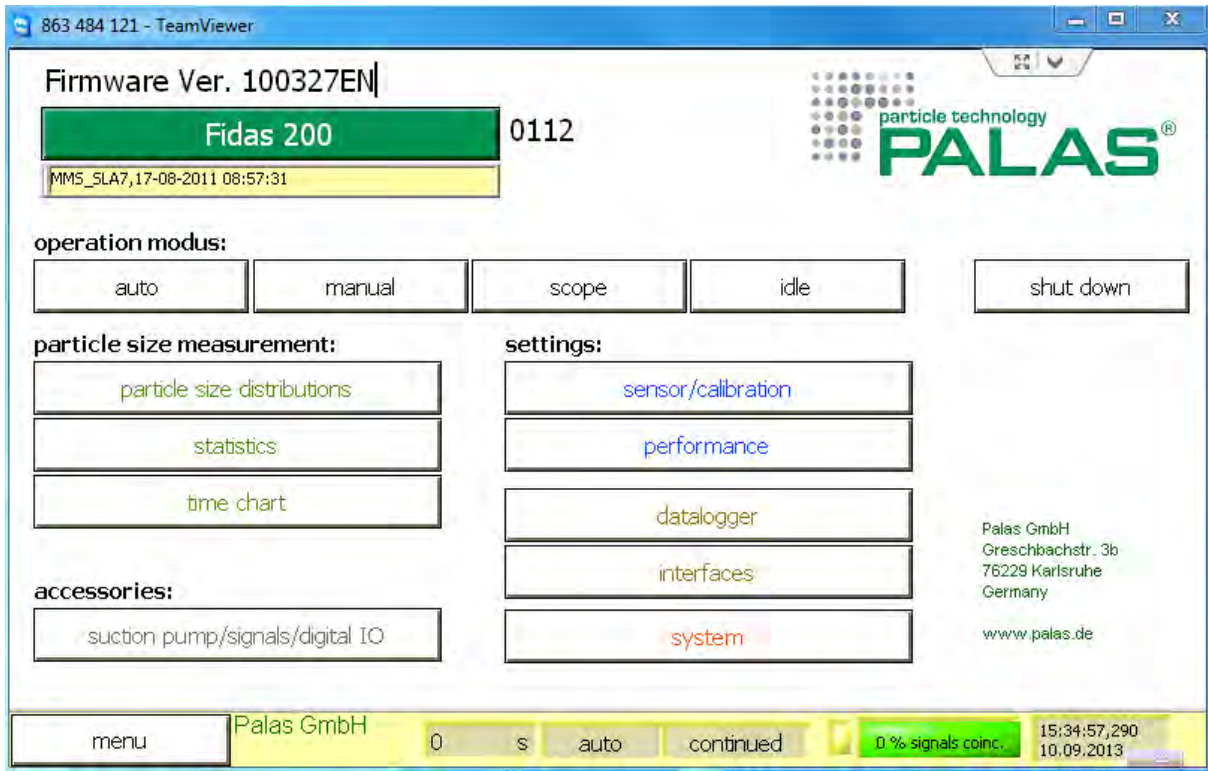 863 484 121 - TeamViewer
Firmware Ver. 100327EN
Fidas 200
0112
particle technology
PALAS®
MMS_SLA7,17-08-2011 08:57:31
operation modus:
auto
manual
scope
idle
shut down
particle size measurement:
particle size distributions
statistics
time chart
accessories:
suction pump/signals/digital IO
settings:
sensor/calibration
performance
datalogger
interfaces
system
Palas GmbH
Greschbachstr. 3b
76229 Karlsruhe
Germany
www.palas.de
menu
Palas GmbH
0 s
auto
continued
0 % signals coinc.
15:34:57,290
10.09.2013